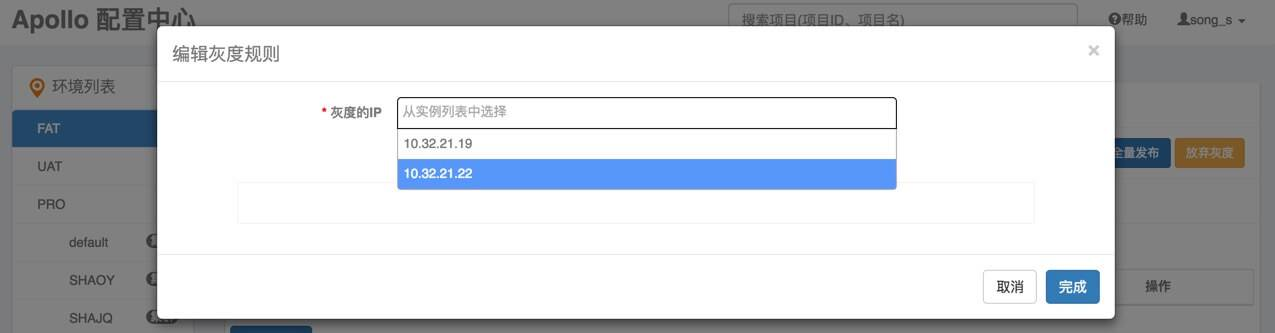 Apollo 配置中心
搜索项目(项目ID、项目名)
帮助
song_s
编辑灰度规则
×
环境列表
* 灰度的IP
从实例列表中选择
FAT
10.32.21.19
全量发布
放弃灰度
UAT
10.32.21.22
PRO
default
SHAOY
取消
完成
操作
SHAJQ